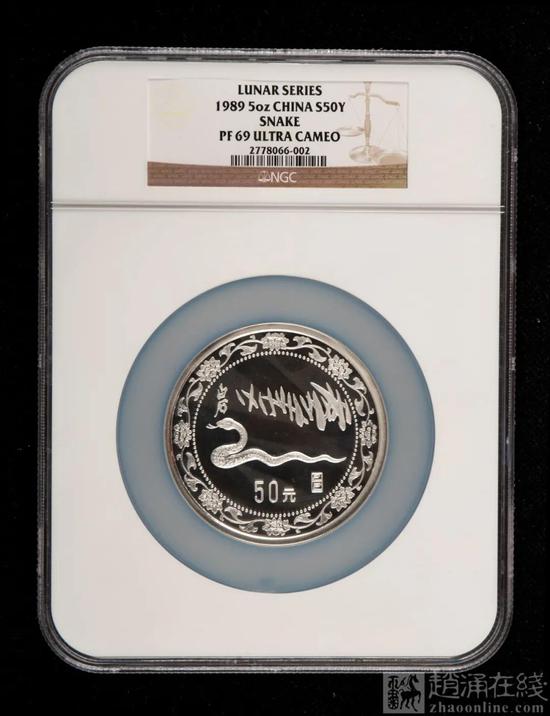 LUNAR SERIES
1989 5oz CHINA S50Y
SNAKE
PF 69 ULTRA CAMEO
2778066-002
NGC
50元
趙涌在綫
zhaoonline.com